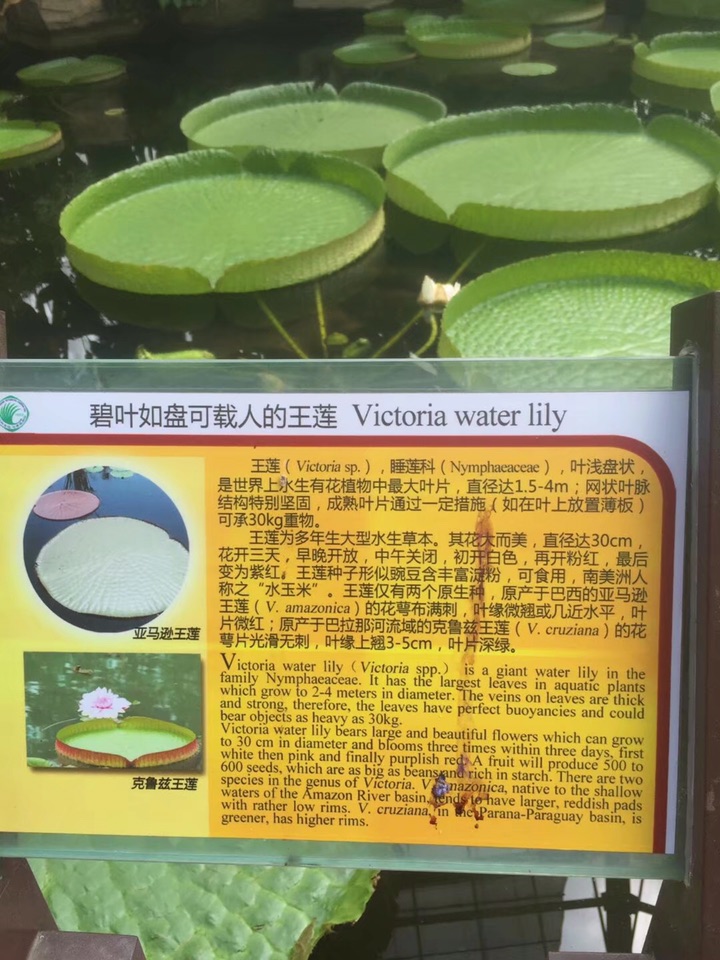 碧叶如盘可载人的王莲 Victoria water lily
王莲（Victoria sp.），睡莲科（Nymphaeaceae），叶浅盘状，
是世界上水生有花植物中最大叶片，直径达1.5-4m；网状叶脉
结构特别坚固，成熟叶片通过一定措施（如在叶上放置薄板）
可承30kg重物。
王莲为多年生大型水生草本。其花大而美，直径达30cm，
花开三天，早晚开放，中午关闭，初开白色，再开粉红，最后
变为紫红。王莲种子形似豌豆含丰富淀粉，可食用，南美洲人
称之“水玉米”。王莲仅有两个原生种，原产于巴西的亚马逊
王莲（V. amazonica）的花萼布满刺，叶缘微翘或几近水平，叶
片微红；原产于巴拉那河流域的克鲁兹王莲（V. cruziana）的花
萼片光滑无刺，叶缘上翘3-5cm，叶片深绿。
亚马逊王莲
克鲁兹王莲
Victoria water lily（Victoria spp.） is a giant water lily in the
family Nymphaeaceae. It has the largest leaves in aquatic plants
which grow to 2-4 meters in diameter. The veins on leaves are thick
and strong, therefore, the leaves have perfect buoyancies and could
bear objects as heavy as 30kg.
Victoria water lily bears large and beautiful flowers which can grow
to 30 cm in diameter and blooms three times within three days, first
white then pink and finally purplish red. A fruit will produce 500 to
600 seeds, which are as big as beans and rich in starch. There are two
species in the genus of Victoria. V. amazonica, native to the shallow
waters of the Amazon River basin, tends to have larger, reddish pads
with rather low rims. V. cruziana, in the Parana-Paraguay basin, is
greener, has higher rims.